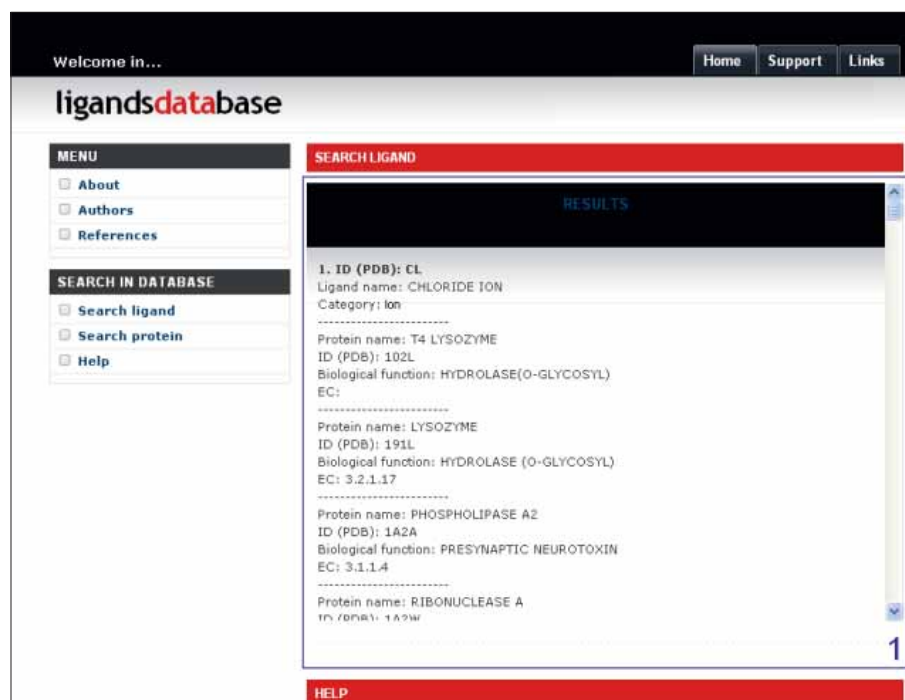 Welcome in...
Home Support Links
ligandsdatabase
MENU
About
Authors
References
SEARCH IN DATABASE
Search ligand
Search protein
Help
SEARCH LIGAND
RESULTS
1. ID (PDB): CL
Ligand name: CHLORIDE ION
Category: Ion
------------------------
Protein name: T4 LYSOZYME
ID (PDB): 102L
Biological function: HYDROLASE(O-GLYCOSYL)
EC:
------------------------
Protein name: LYSOZYME
ID (PDB): 191L
Biological function: HYDROLASE (O-GLYCOSYL)
EC: 3.2.1.17
------------------------
Protein name: PHOSPHOLIPASE A2
ID (PDB): 1A2A
Biological function: PRESYNAPTIC NEUROTOXIN
EC: 3.1.1.4
------------------------
Protein name: RIBONUCLEASE A
ID (PDB): 1A2W
1
HELP